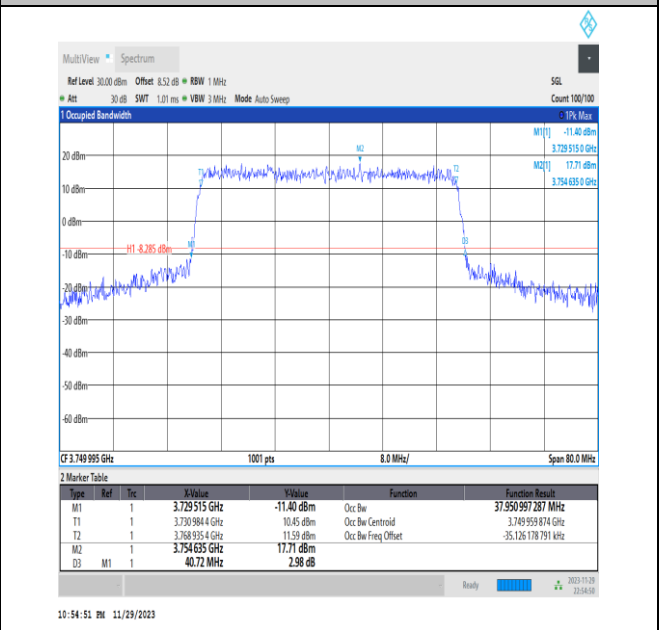 MultiView Spectrum
Ref Level 30.00 dBm Offset 8.52 dB RBW 1 MHz SGL
Att 30 dB SWT 1.01 ms VBW 3 MHz Mode Auto Sweep Count 100/100
1 Occupied Bandwidth 1Pk Max
M1[1] -11.40 dBm
3.729 515 0 GHz
M2[1] 17.71 dBm
3.754 635 0 GHz
M2
T1
T2
20 dBm
10 dBm
0 dBm
H1 -8.285 dBm
M1
D3
-10 dBm
-20 dBm
-30 dBm
-40 dBm
-50 dBm
-60 dBm
CF 3.749 995 GHz 1001 pts 8.0 MHz/ Span 80.0 MHz
2 Marker Table
Type Ref Trc X-Value Y-Value Function Function Result
M1 1 3.729 515 GHz -11.40 dBm Occ Bw 37.950 997 287 MHz
T1 1 3.730 984 4 GHz 10.45 dBm Occ Bw Centroid 3.749 959 874 GHz
T2 1 3.768 935 4 GHz 11.59 dBm Occ Bw Freq Offset -35.126 178 791 kHz
M2 1 3.754 635 GHz 17.71 dBm
D3 M1 1 40.72 MHz 2.98 dB
Ready 2023-11-29
22:54:50
10:54:51 PM 11/29/2023